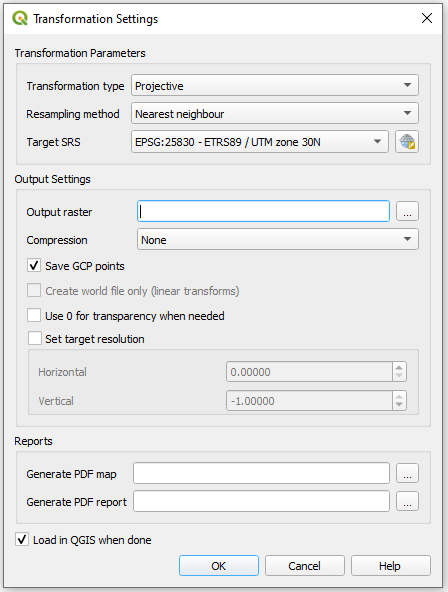 Transformation Settings
Transformation Parameters
Transformation type Projective
Resampling method Nearest neighbour
Target SRS EPSG:25830 - ETRS89 / UTM zone 30N
Output Settings
Output raster ...
Compression None
Save GCP points
Create world file only (linear transforms)
Use 0 for transparency when needed
Set target resolution
Horizontal 0.00000
Vertical -1.00000
Reports
Generate PDF map ...
Generate PDF report ...
Load in QGIS when done
OK Cancel Help